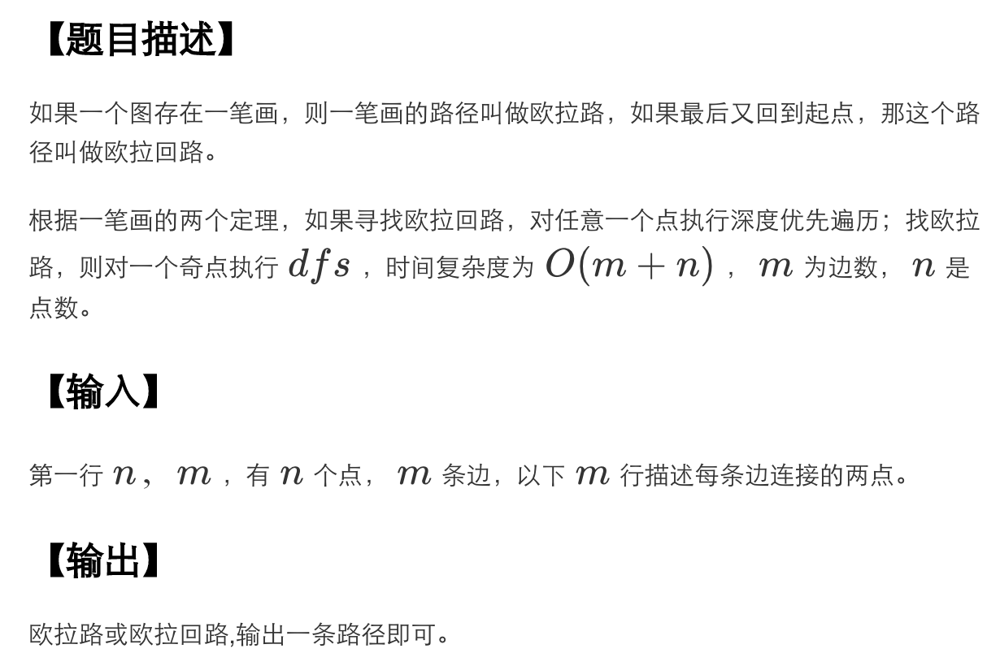 【题目描述】
如果一个图存在一笔画，则一笔画的路径叫做欧拉路，如果最后又回到起点，那这个路
径叫做欧拉回路。
根据一笔画的两个定理，如果寻找欧拉回路，对任意一个点执行深度优先遍历；找欧拉
路，则对一个奇点执行 dfs ，时间复杂度为 O(m + n) ， m 为边数， n 是
点数。
【输入】
第一行 n，m ，有 n 个点， m 条边，以下 m 行描述每条边连接的两点。
【输出】
欧拉路或欧拉回路,输出一条路径即可。